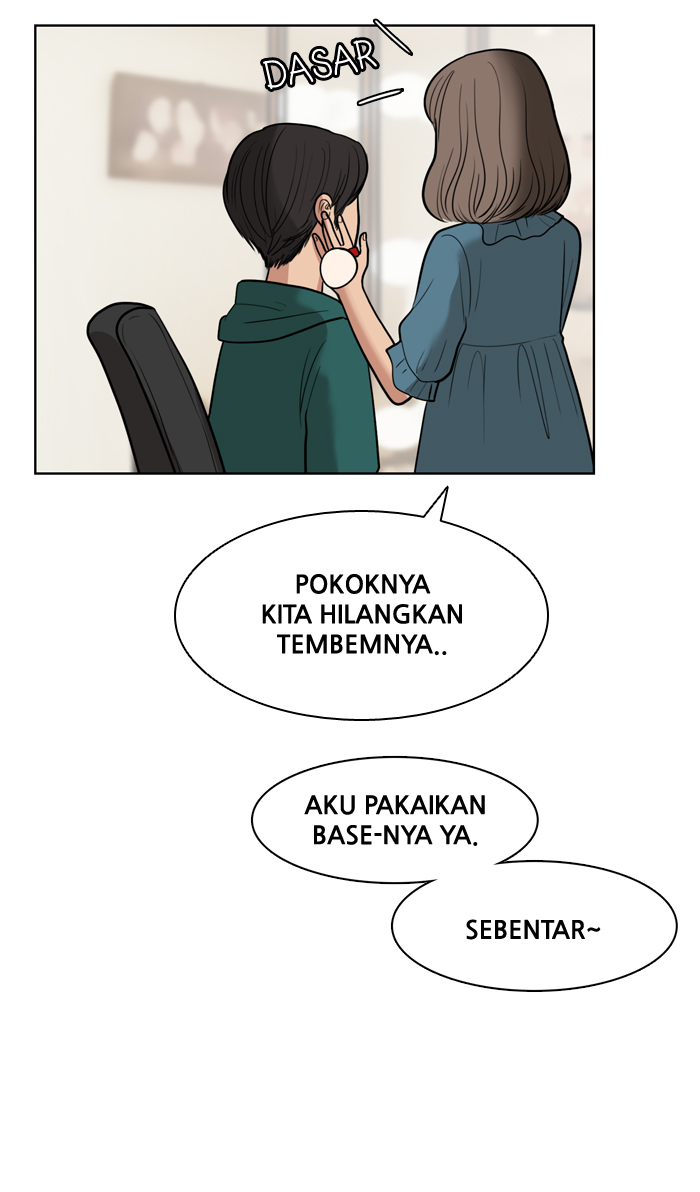 DASAR
POKOKNYA
KITA HILANGKAN
TEMBEMNYA..
AKU PAKAIKAN
BASE-NYA YA.
SEBENTAR~